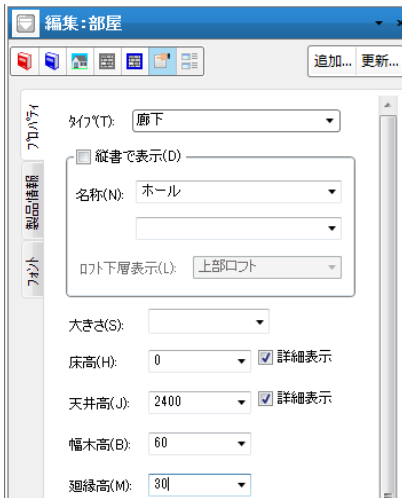 編集:部屋
追加... 更新...
プロパティ
製品情報
フォント
タイプ(T): 廊下
縦書で表示(D)
名称(N): ホール
ロフト下層表示(L): 上部ロフト
大きさ(S):
床高(H): 0 詳細表示
天井高(J): 2400 詳細表示
幅木高(B): 60
廻縁高(M): 30